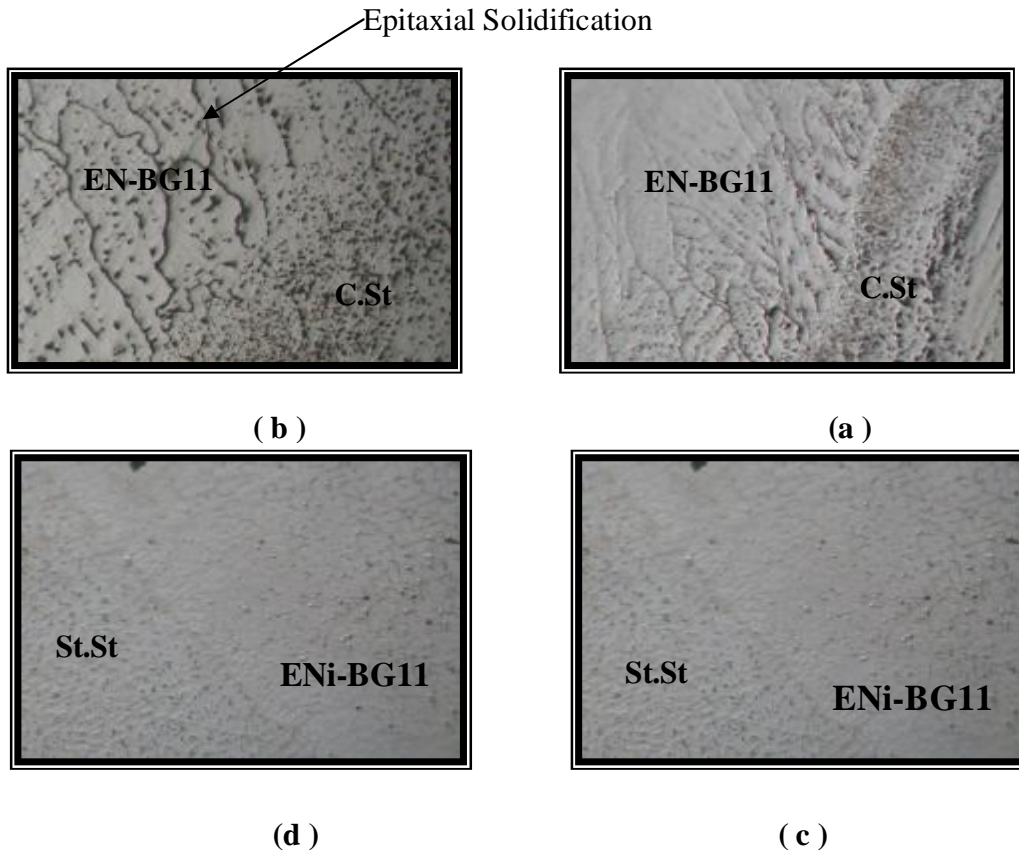 Epitaxial Solidification
EN-BG11
C.St
EN-BG11
C.St
( b )
(a )
St.St
ENi-BG11
St.St
ENi-BG11
(d )
( c )